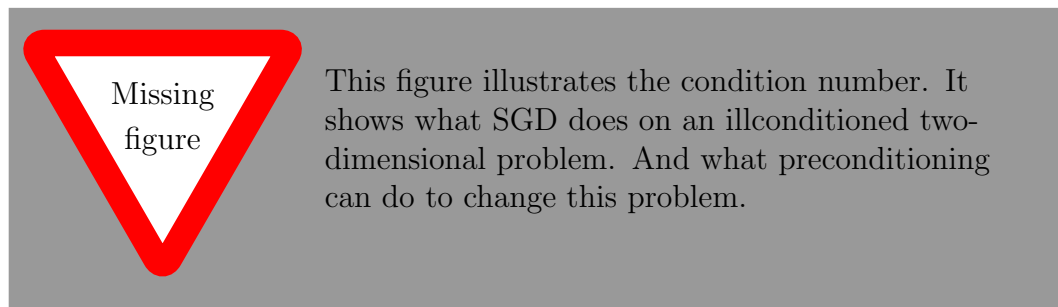 Missing
figure
This figure illustrates the condition number. It
shows what SGD does on an illconditioned two-
dimensional problem. And what preconditioning
can do to change this problem.